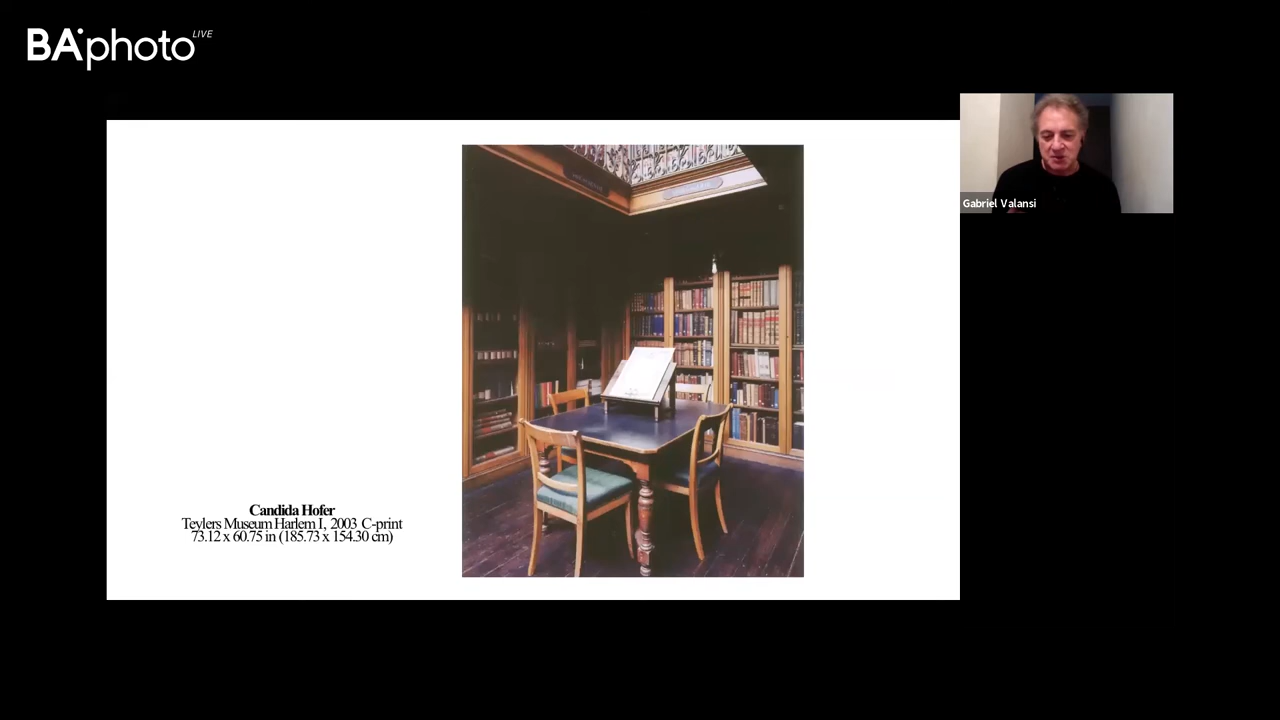 BAphoto LIVE
Gabriel Valansi
Candida Hofer
Teylers Museum Harlem I, 2003 C-print
73.12 x 60.75 in (185.73 x 154.30 cm)